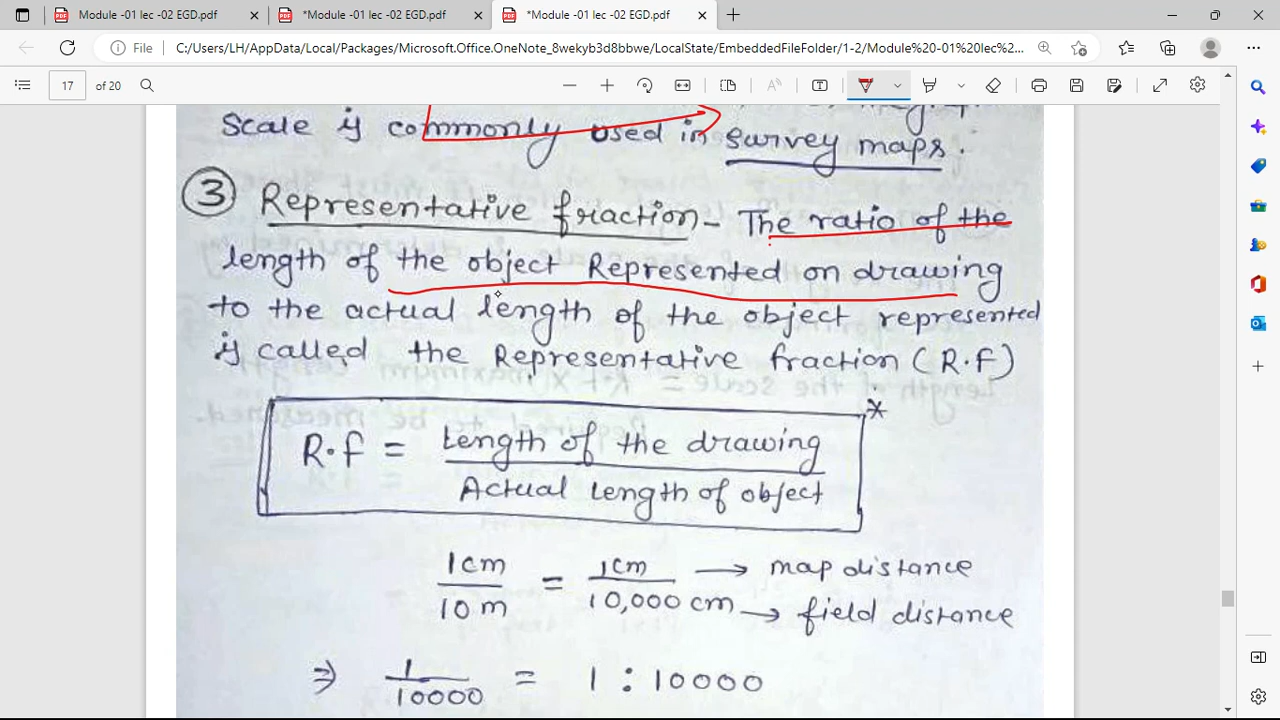 Module -01 lec -02 EGD.pdf
*Module -01 lec -02 EGD.pdf
*Module -01 lec -02 EGD.pdf
File
C:/Users/LH/AppData/Local/Packages/Microsoft.Office.OneNote_8wekyb3d8bbwe/LocalState/EmbeddedFileFolder/1-2/Module%20-01%20lec%2...
17 of 20
Scale is commonly used in survey maps.
3 Representative fraction - The ratio of the
length of the object Represented on drawing
to the actual length of the object represented
is called the Representative fraction (R.f)
R.f = Length of the drawing
Actual length of object
1cm = 1cm → map distance
10 m 10,000 cm → field distance
⇒ 1 = 1 : 10000
10000